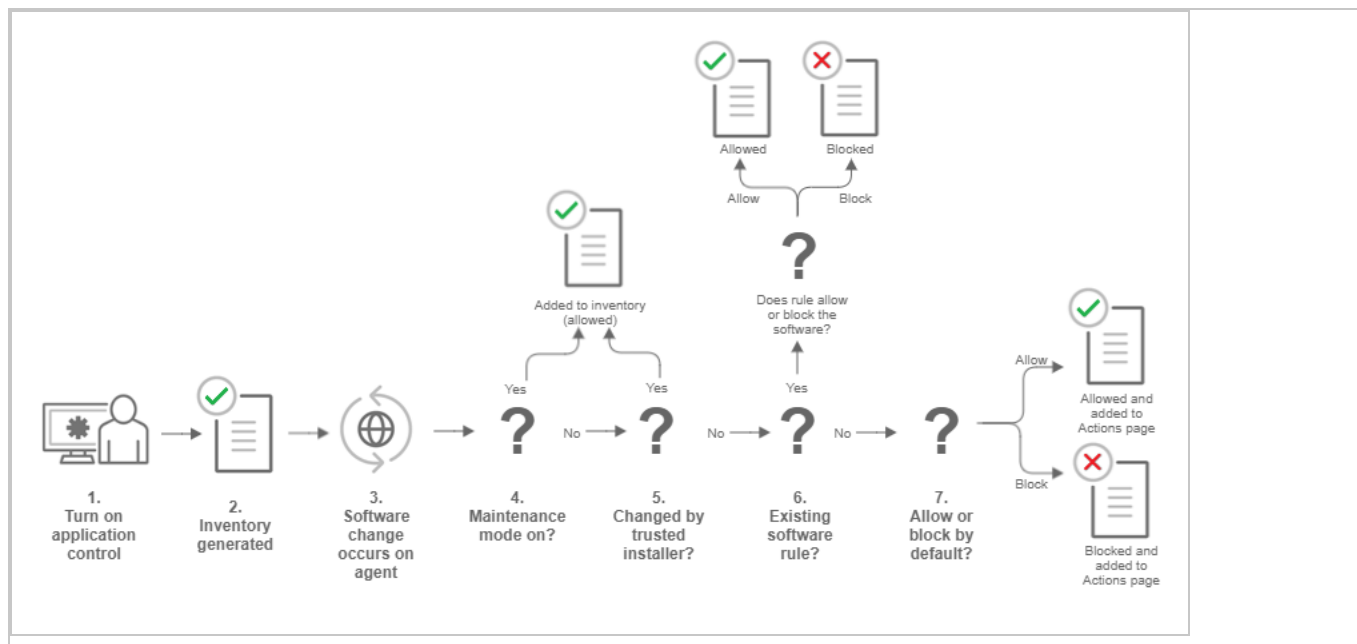 Allowed
Blocked
Allow
Block
?
Does rule allow
or block the
software?
Added to inventory
(allowed)
Yes
Yes
Yes
?
No
?
No
?
No
?
Allow
Allowed and
added to
Actions page
Block
Blocked and
added to
Actions page
1.
Turn on
application
control
2.
Inventory
generated
3.
Software
change
occurs on
agent
4.
Maintenance
mode on?
5.
Changed by
trusted
installer?
6.
Existing
software
rule?
7.
Allow or
block by
default?